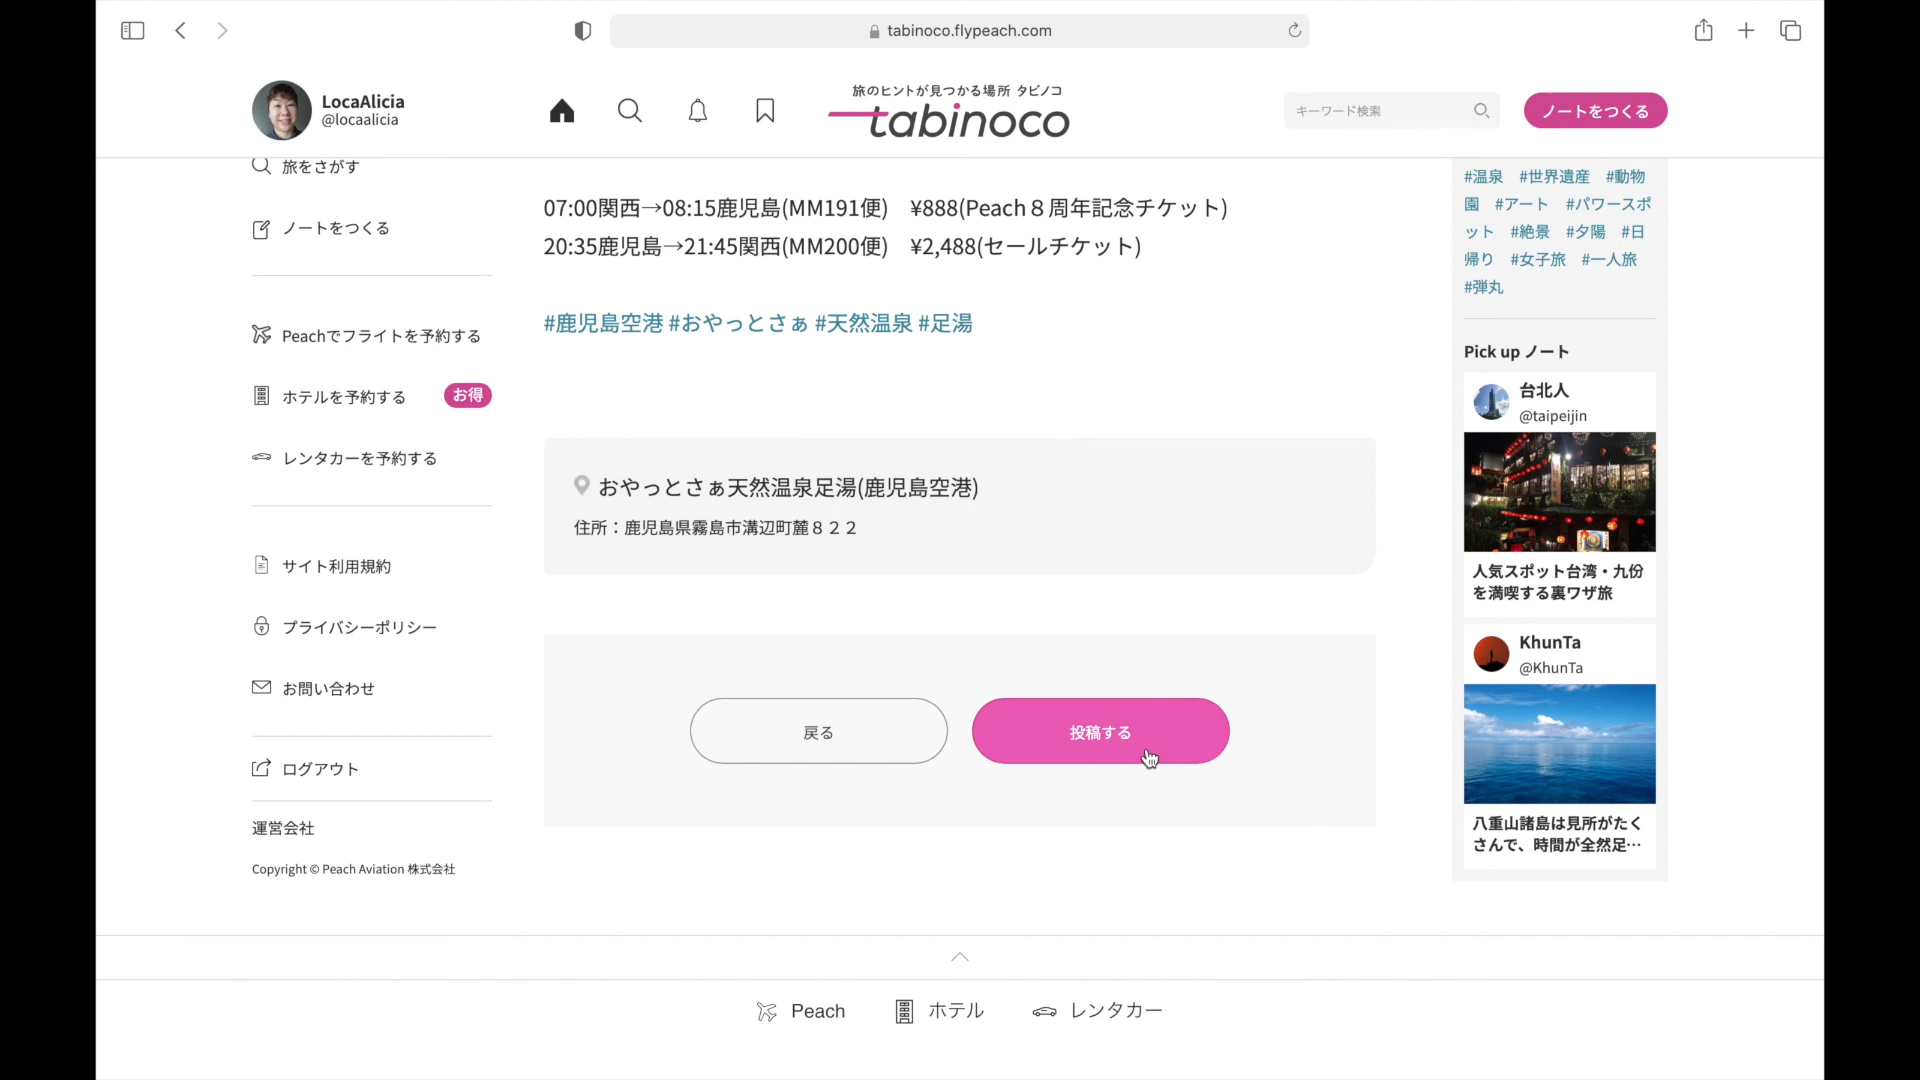 tabinoco.flypeach.com
LocaAlicia
@locaalicia
旅のヒントが見つかる場所 タビノコ
tabinoco
キーワード検索
ノートをつくる
旅をさがす
ノートをつくる
Peachでフライトを予約する
ホテルを予約する
お得
レンタカーを予約する
サイト利用規約
プライバシーポリシー
お問い合わせ
ログアウト
運営会社
Copyright © Peach Aviation 株式会社
07:00関西→08:15鹿児島(MM191便)　¥888(Peach８周年記念チケット)
20:35鹿児島→21:45関西(MM200便)　¥2,488(セールチケット)
#鹿児島空港 #おやっとさぁ #天然温泉 #足湯
おやっとさぁ天然温泉足湯(鹿児島空港)
住所：鹿児島県霧島市溝辺町麓８２２
戻る
投稿する
#温泉 #世界遺産 #動物
園 #アート #パワースポ
ット #絶景 #夕陽 #日
帰り #女子旅 #一人旅
#弾丸
Pick up ノート
台北人
@taipeijin
人気スポット台湾・九份
を満喫する裏ワザ旅
KhunTa
@KhunTa
八重山諸島は見所がたく
さんで、時間が全然足…
Peach
ホテル
レンタカー